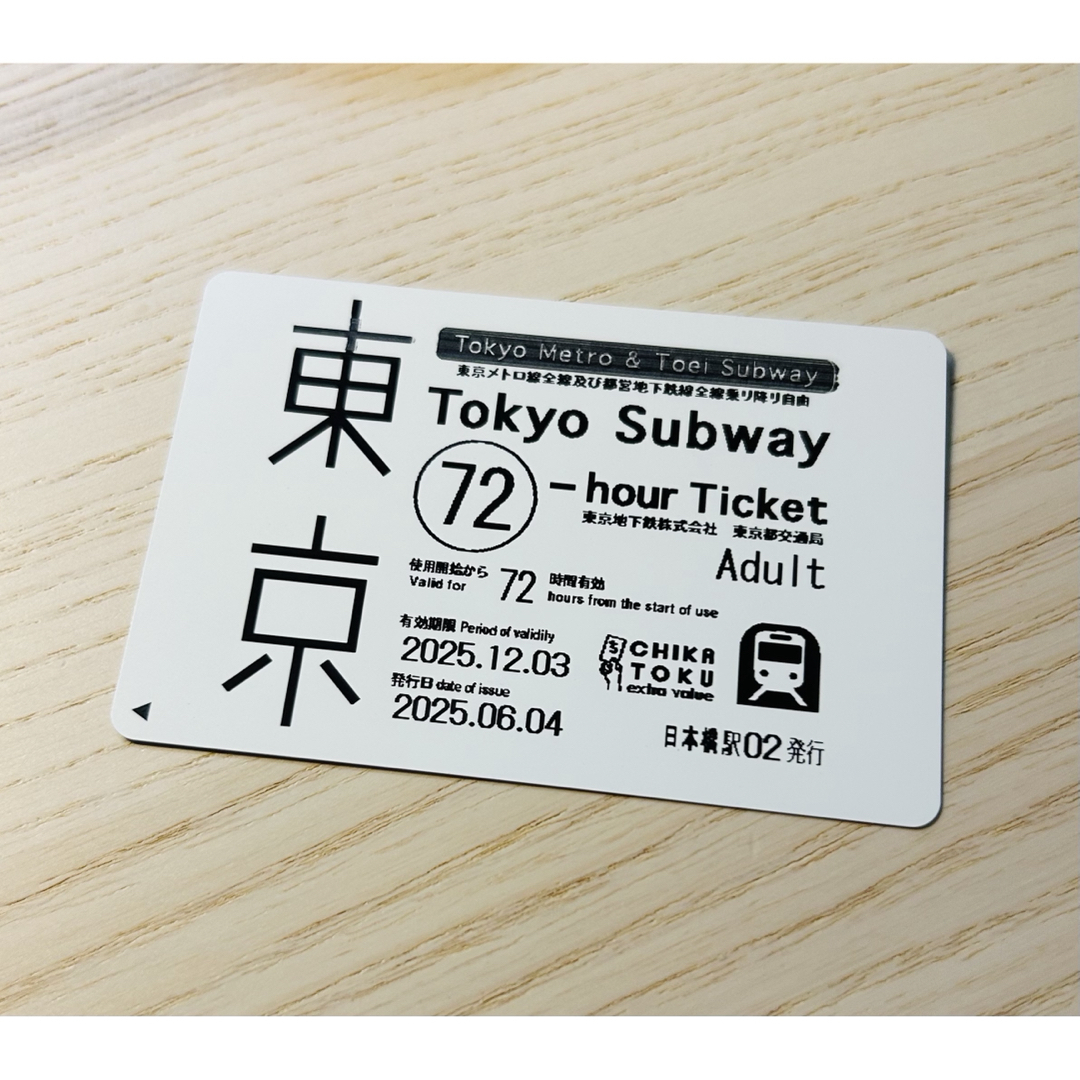 東京
Tokyo Metro & Toei Subway
東京メトロ線全線及び都営地下鉄線全線乗り降り自由
Tokyo Subway
72 -hour Ticket
東京地下鉄株式会社 東京都交通局
Adult
使用開始から 72 時間有効
Valid for hours from the start of use
有効期限 Period of validily
2025.12.03
発行日 date of issue
2025.06.04
CHIKA
TOKU
extra value
日本橋駅02発行